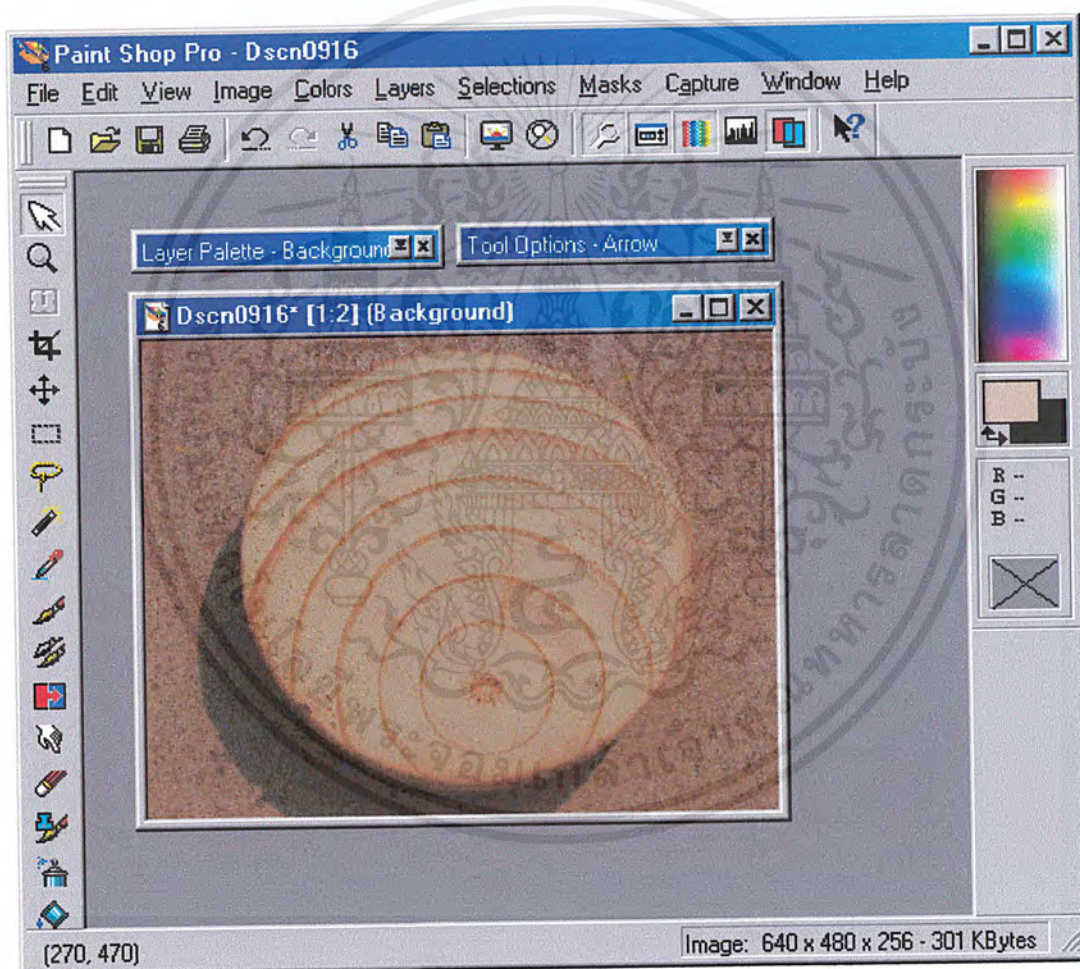 Paint Shop Pro - Dscn0916
File Edit View Image Colors Layers Selections Masks Capture Window Help
Layer Palette - Background
Tool Options - Arrow
Dscn0916* [1:2] (Background)
R --
G --
B --
(270, 470)
Image: 640 x 480 x 256 - 301 KBytes